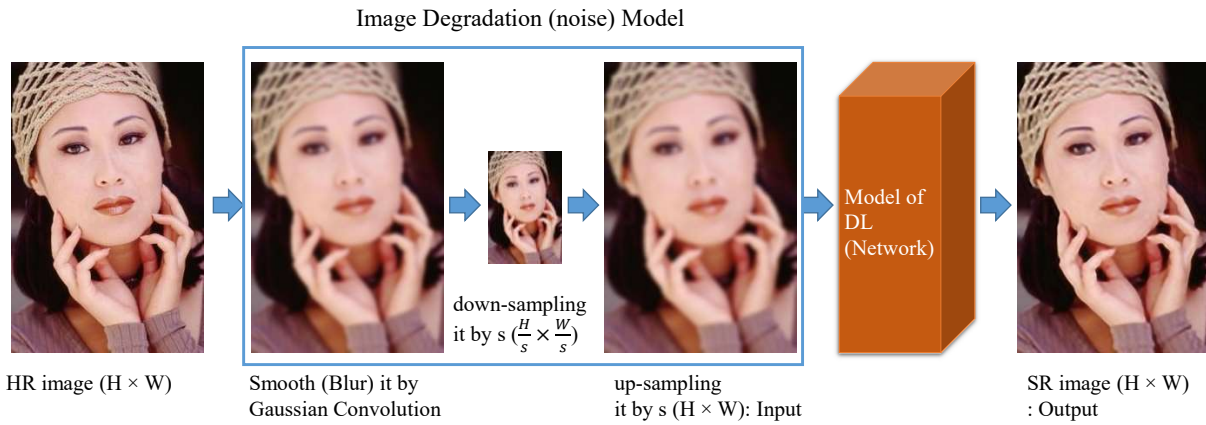 Image Degradation (noise) Model
Model of
DL
(Network)
down-sampling
it by s (H/s × W/s)
HR image (H × W)
Smooth (Blur) it by
Gaussian Convolution
up-sampling
it by s (H × W): Input
SR image (H × W)
: Output